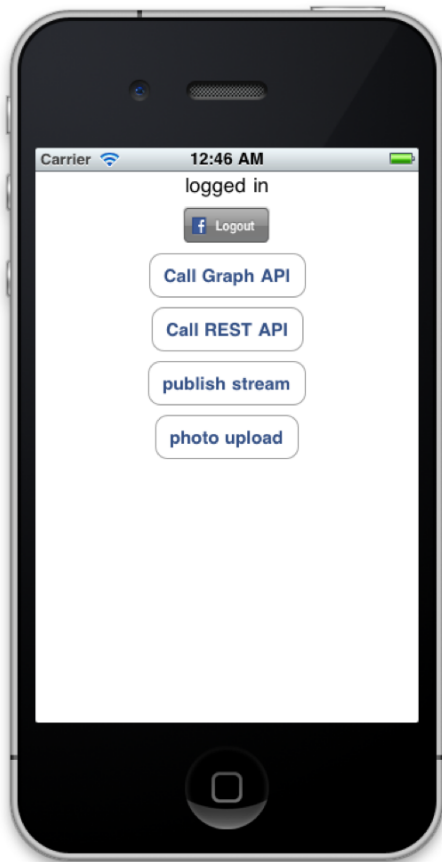 Carrier 12:46 AM
logged in
f Logout
Call Graph API
Call REST API
publish stream
photo upload